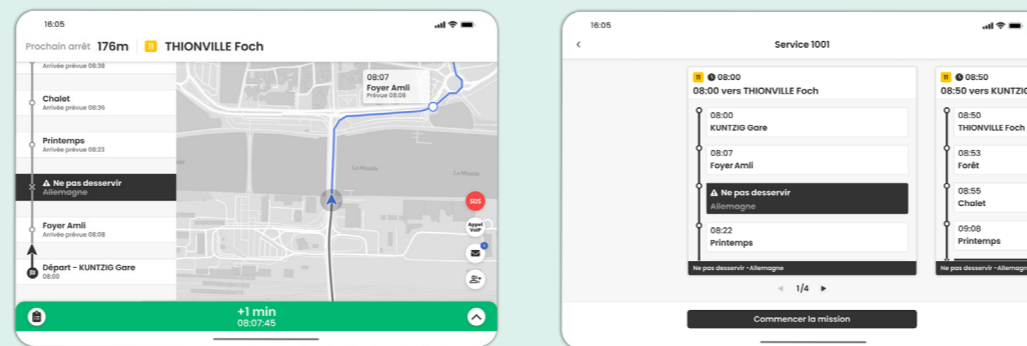 16:05
Prochain arrêt 176m 11 THIONVILLE Foch
Arrivée prévue 08:38
Chalet
Arrivée prévue 08:36
Printemps
Arrivée prévue 08:23
Ne pas desservir
Allemagne
Foyer Amli
Arrivée prévue 08:08
Départ - KUNTZIG Gare
08:00
08:07
Foyer Amli
Prévue 08:08
La Moselle
La Moselle
SOS
Appel
VoIP
+1 min
08:07:45
16:05
Service 1001
11 08:00
08:00 vers THIONVILLE Foch
08:00
KUNTZIG Gare
08:07
Foyer Amli
Ne pas desservir
Allemagne
08:22
Printemps
Ne pas desservir -Allemagne
11 08:50
08:50 vers KUNTZIG
08:50
THIONVILLE Foch
08:53
Forêt
08:55
Chalet
09:08
Printemps
Ne pas desservir -Allemagn
1/4
Commencer la mission